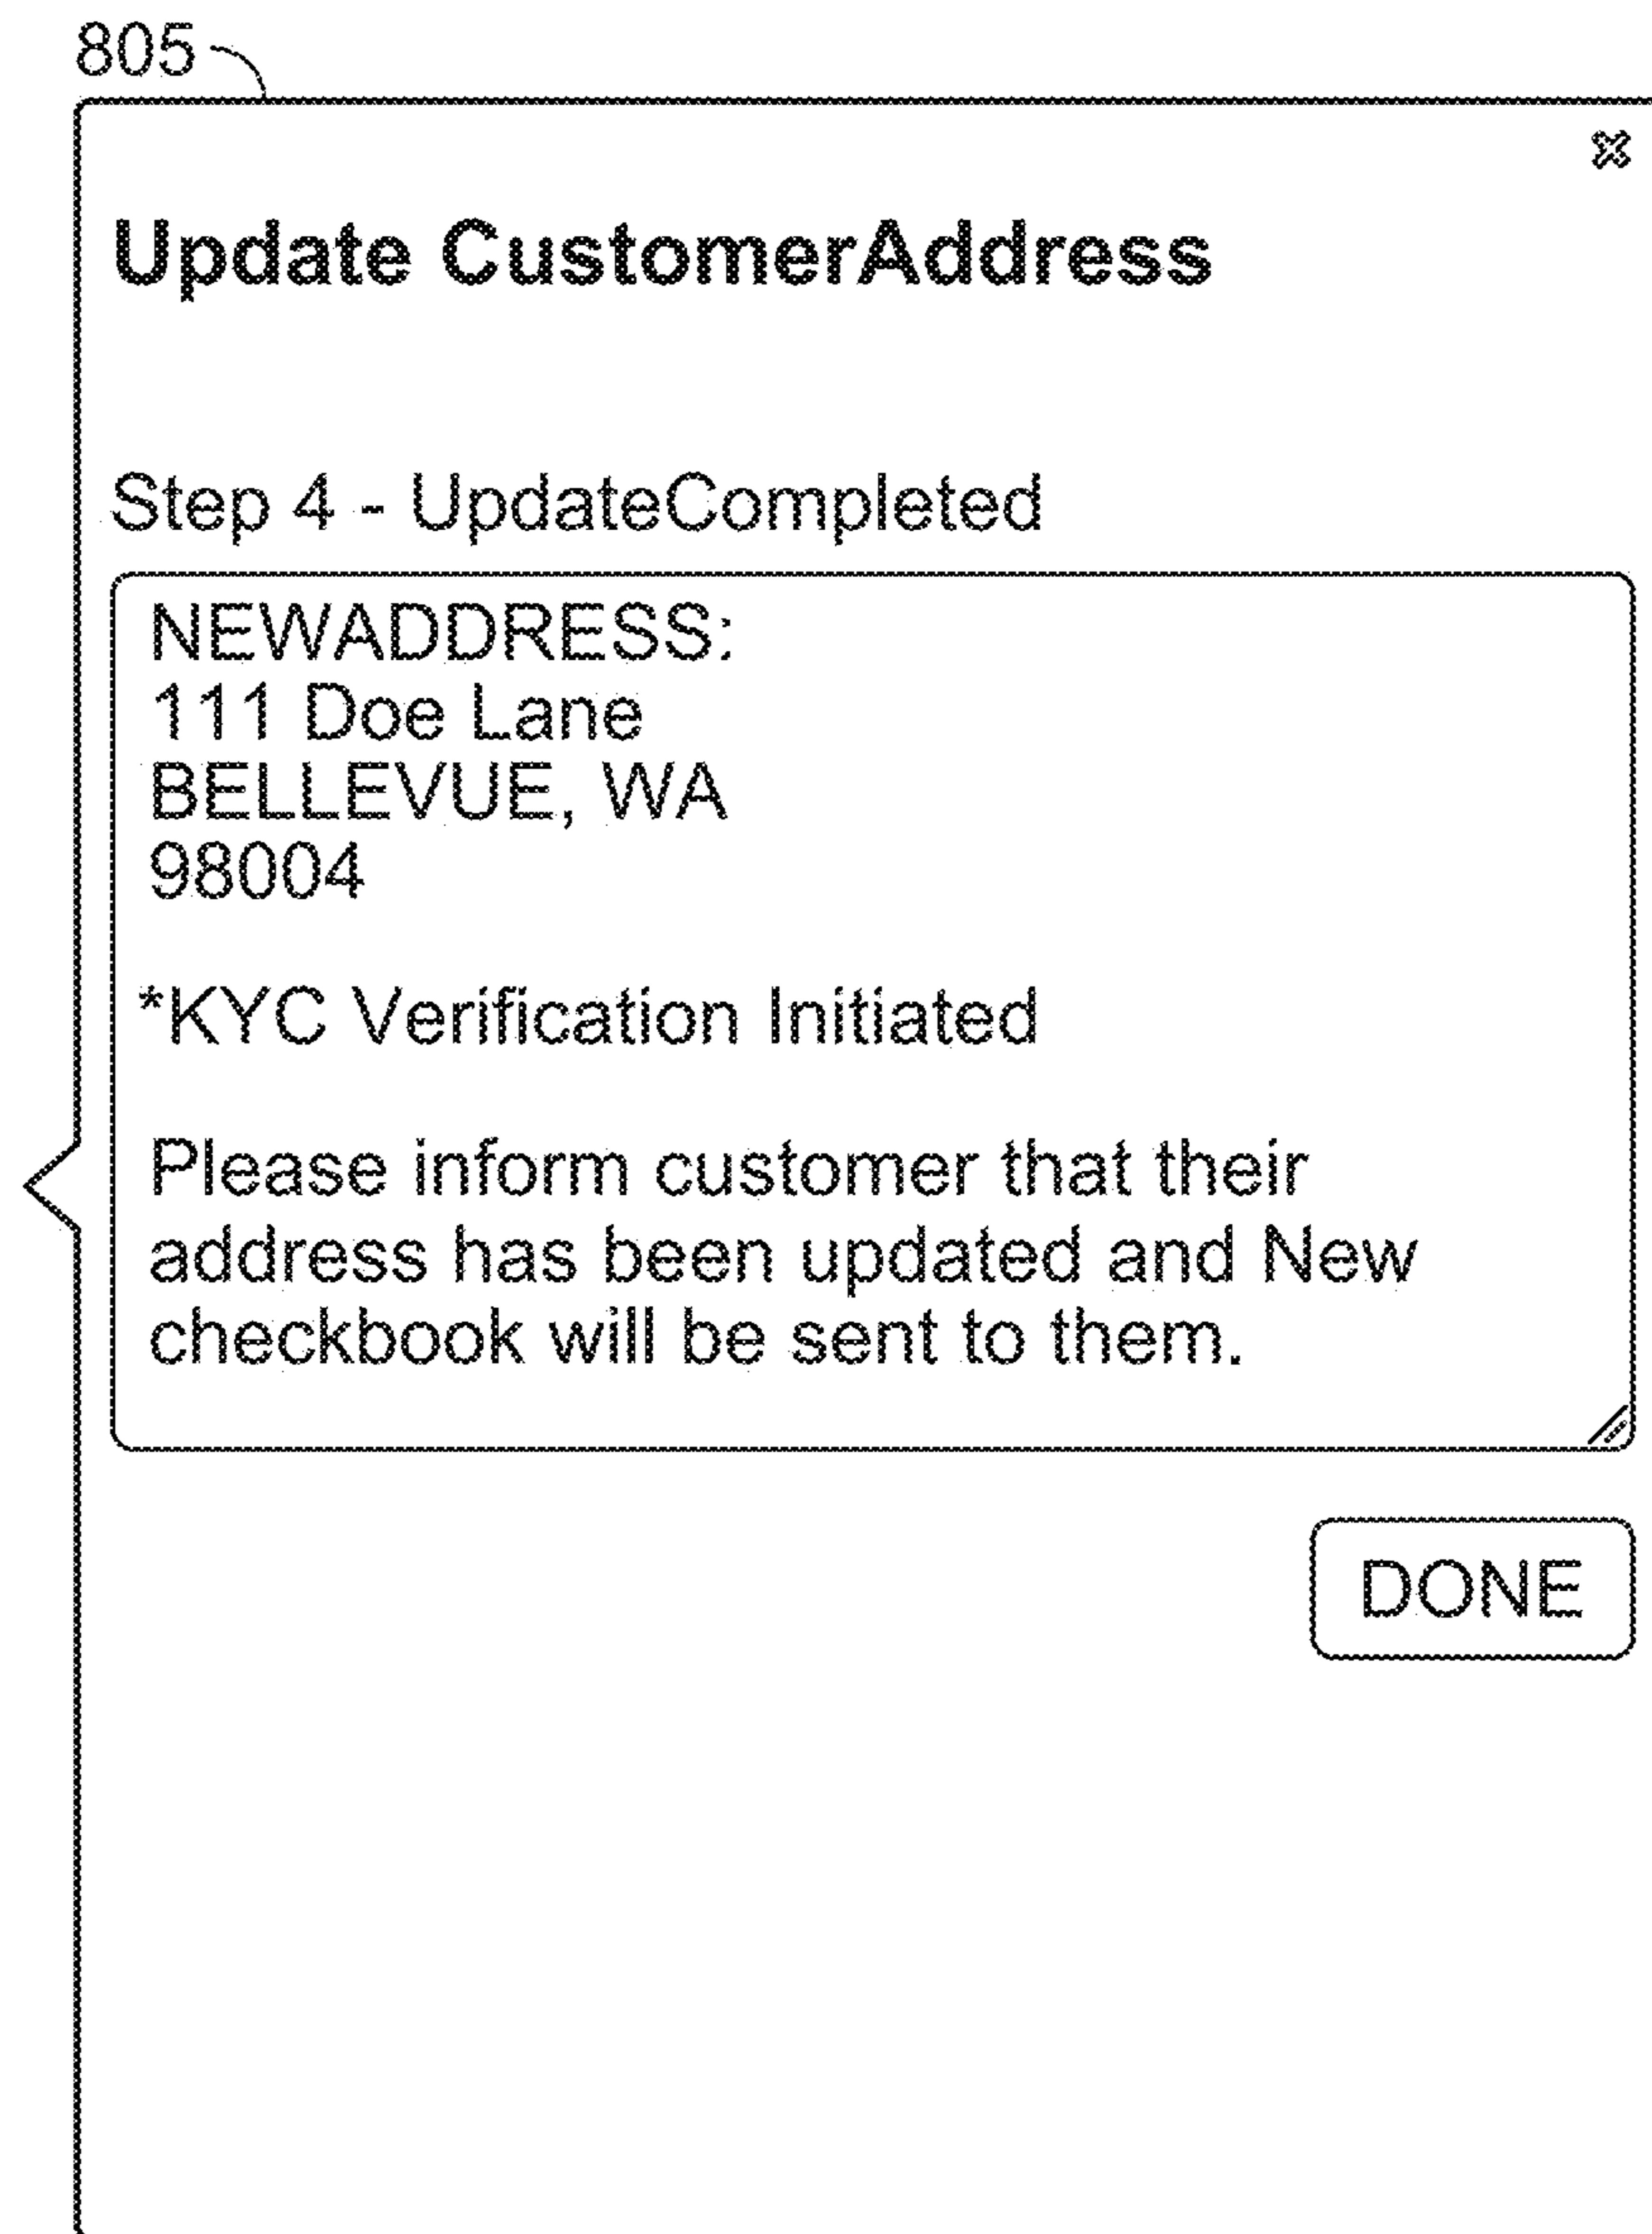 805
Update CustomerAddress
Step 4 - UpdateCompleted
NEWADDRESS:
111 Doe Lane
BELLEVUE, WA
98004
*KYC Verification Initiated
Please inform customer that their
address has been updated and New
checkbook will be sent to them.
DONE